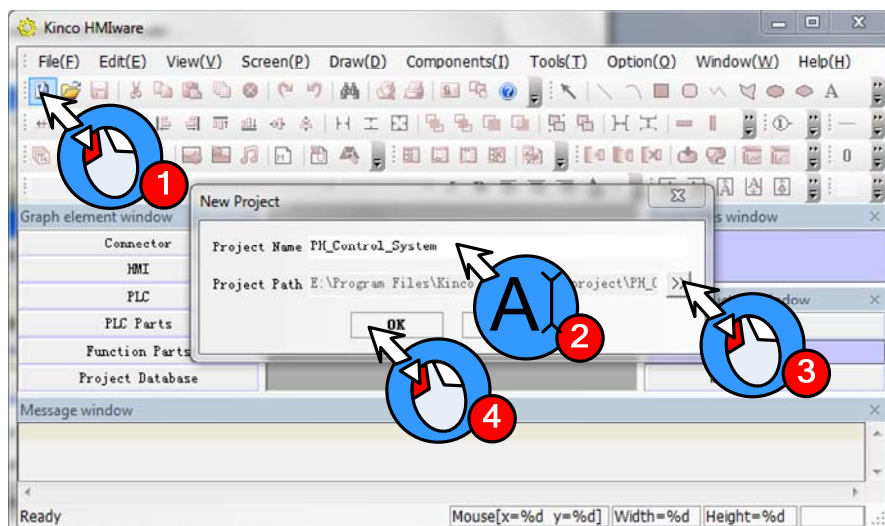 Kinco HMIware
File(F) Edit(E) View(V) Screen(P) Draw(D) Components(I) Tools(T) Option(O) Window(W) Help(H)
A
0
1
New Project
Graph element window
window
Project Name PH_Control_System
Connector
HMI
Project Path E:\Program Files\Kinco project\PH_C >>
PLC
A
PLC Parts
OK
2
Function Parts
3
Project Database
4
Message window
Ready Mouse[x=%d y=%d] Width=%d Height=%d